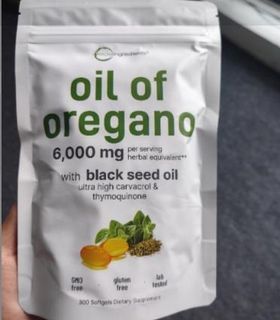 oil of
oregano
6,000 mg per serving
herbal equivalent**
with black seed oil
ultra high carvacrol &
thymoquinone
GMO gluten lab
free free tested
300 Softgels Dietary Supplement